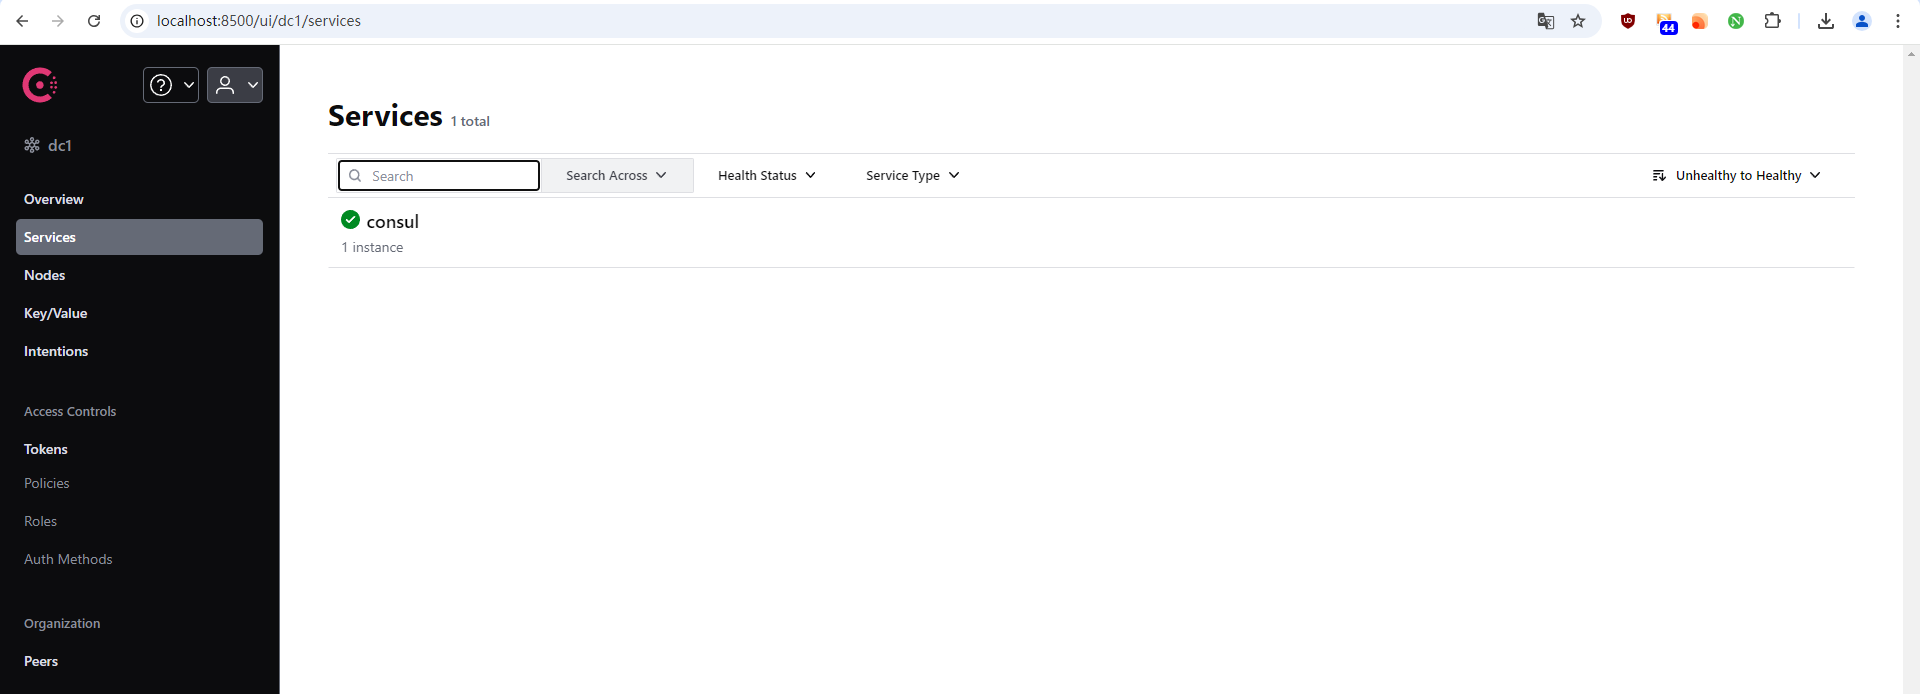 localhost:8500/ui/dc1/services
44
dc1
Overview
Services
Nodes
Key/Value
Intentions
Access Controls
Tokens
Policies
Roles
Auth Methods
Organization
Peers
Services 1 total
Search
Search Across
Health Status
Service Type
Unhealthy to Healthy
consul
1 instance